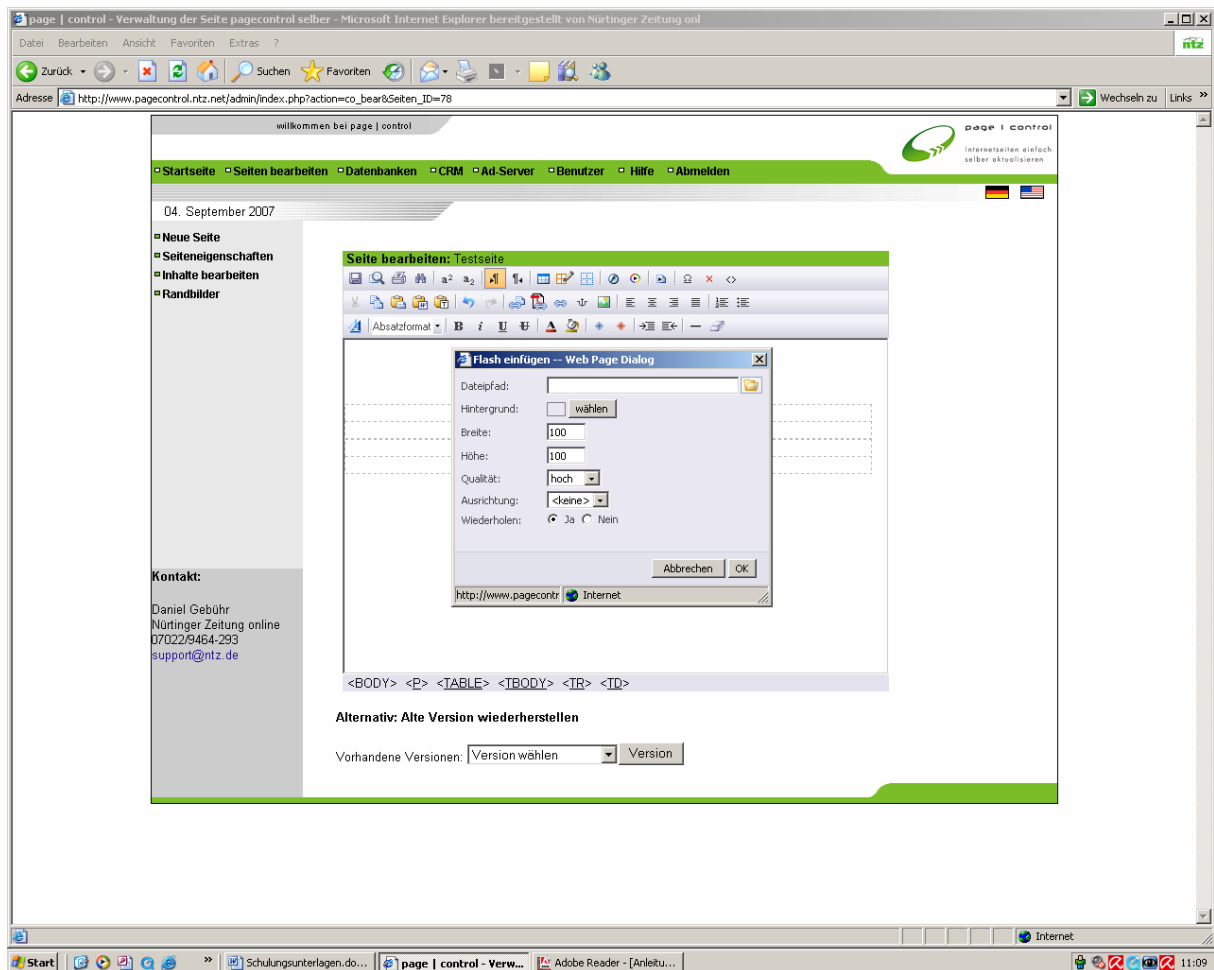 page | control - Verwaltung der Seite pagecontrol selber - Microsoft Internet Explorer bereitgestellt von Nürtinger Zeitung onl
Datei Bearbeiten Ansicht Favoriten Extras ?
ntz
Zurück Suchen Favoriten
Adresse http://www.pagecontrol.ntz.net/admin/index.php?action=co_bear&Seiten_ID=78 Wechseln zu Links »
willkommen bei page | control
page | control
Internetseiten einfach
selber aktualisieren
Startseite Seiten bearbeiten Datenbanken CRM Ad-Server Benutzer Hilfe Abmelden
04. September 2007
Neue Seite
Seiteneigenschaften
Inhalte bearbeiten
Randbilder
Seite bearbeiten: Testseite
Absatzformat B i U
Flash einfügen -- Web Page Dialog
Dateipfad:
Hintergrund: wählen
Breite: 100
Höhe: 100
Qualität: hoch
Ausrichtung: <keine>
Wiederholen: Ja Nein
Abbrechen OK
http://www.pagecontr Internet
Kontakt:
Daniel Gebühr
Nürtinger Zeitung online
07022/9464-293
support@ntz.de
<BODY> <P> <TABLE> <TBODY> <TR> <TD>
Alternativ: Alte Version wiederherstellen
Vorhandene Versionen: Version wählen Version
Internet
Start » Schulungsunterlagen.do... page | control - Verw... Adobe Reader - [Anleitu... 11:09